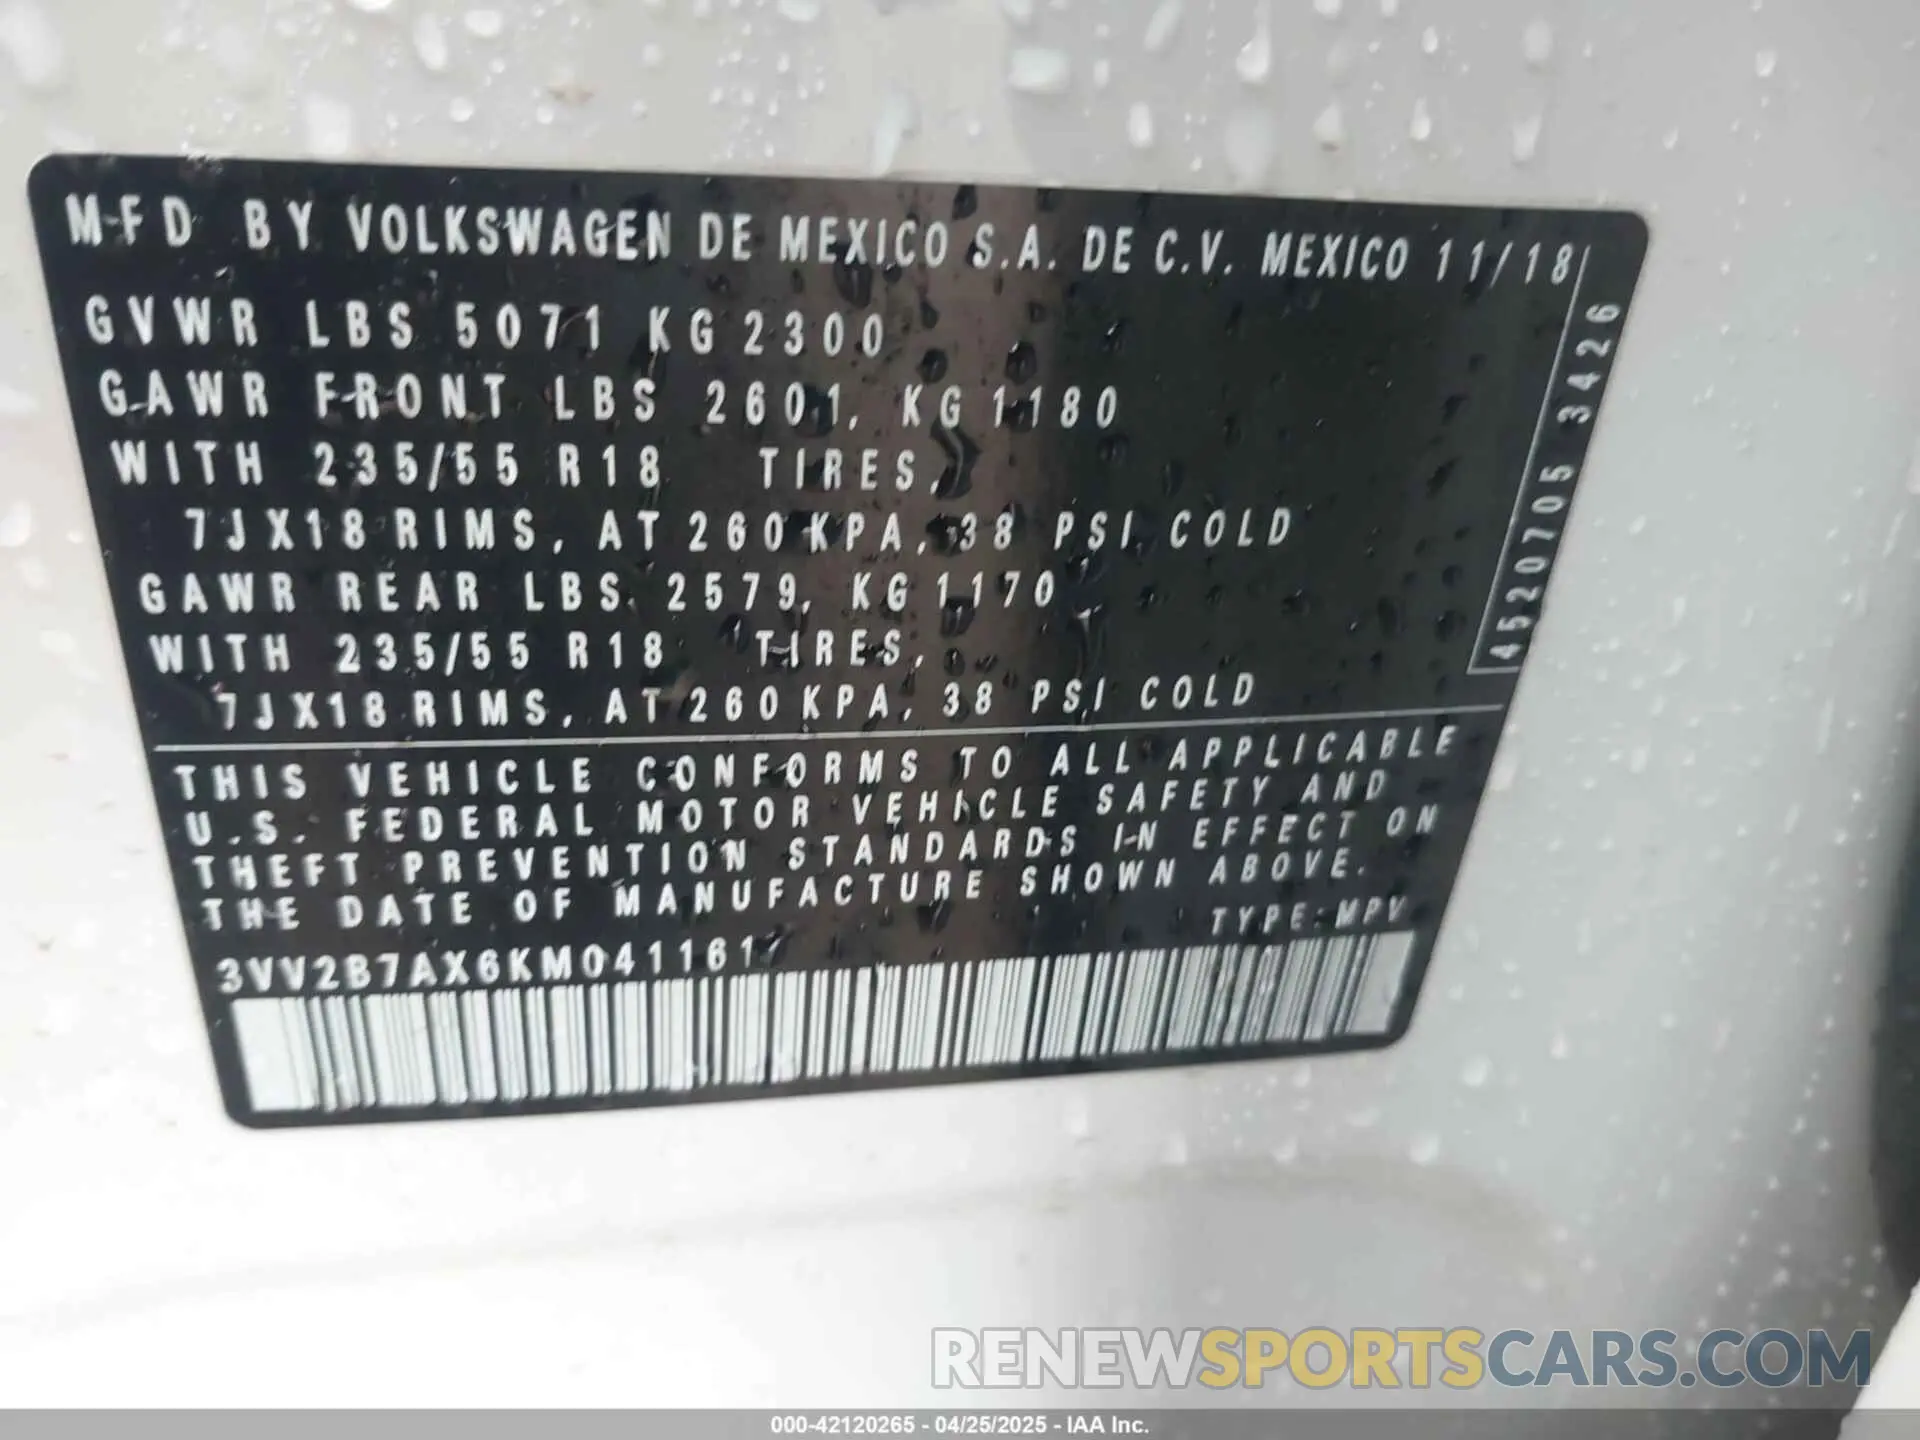 MFD BY VOLKSWAGEN DE MEXICO S.A. DE C.V. MEXICO 11/18
GVWR LBS 5071 KG 2300
GAWR FRONT LBS 2601, KG 1180
WITH 235/55 R18 TIRES,
7JX18 RIMS, AT 260 KPA, 38 PSI COLD
GAWR REAR LBS 2579, KG 1170
WITH 235/55 R18 TIRES,
7JX18 RIMS, AT 260 KPA, 38 PSI COLD
4520705 3426
THIS VEHICLE CONFORMS TO ALL APPLICABLE
U.S. FEDERAL MOTOR VEHICLE SAFETY AND
THEFT PREVENTION STANDARDS IN EFFECT ON
THE DATE OF MANUFACTURE SHOWN ABOVE.
TYPE: MPV
3VV2B7AX6KM041161
RENEWSPORTSCARS.COM
000-42120265 - 04/25/2025 - IAA Inc.